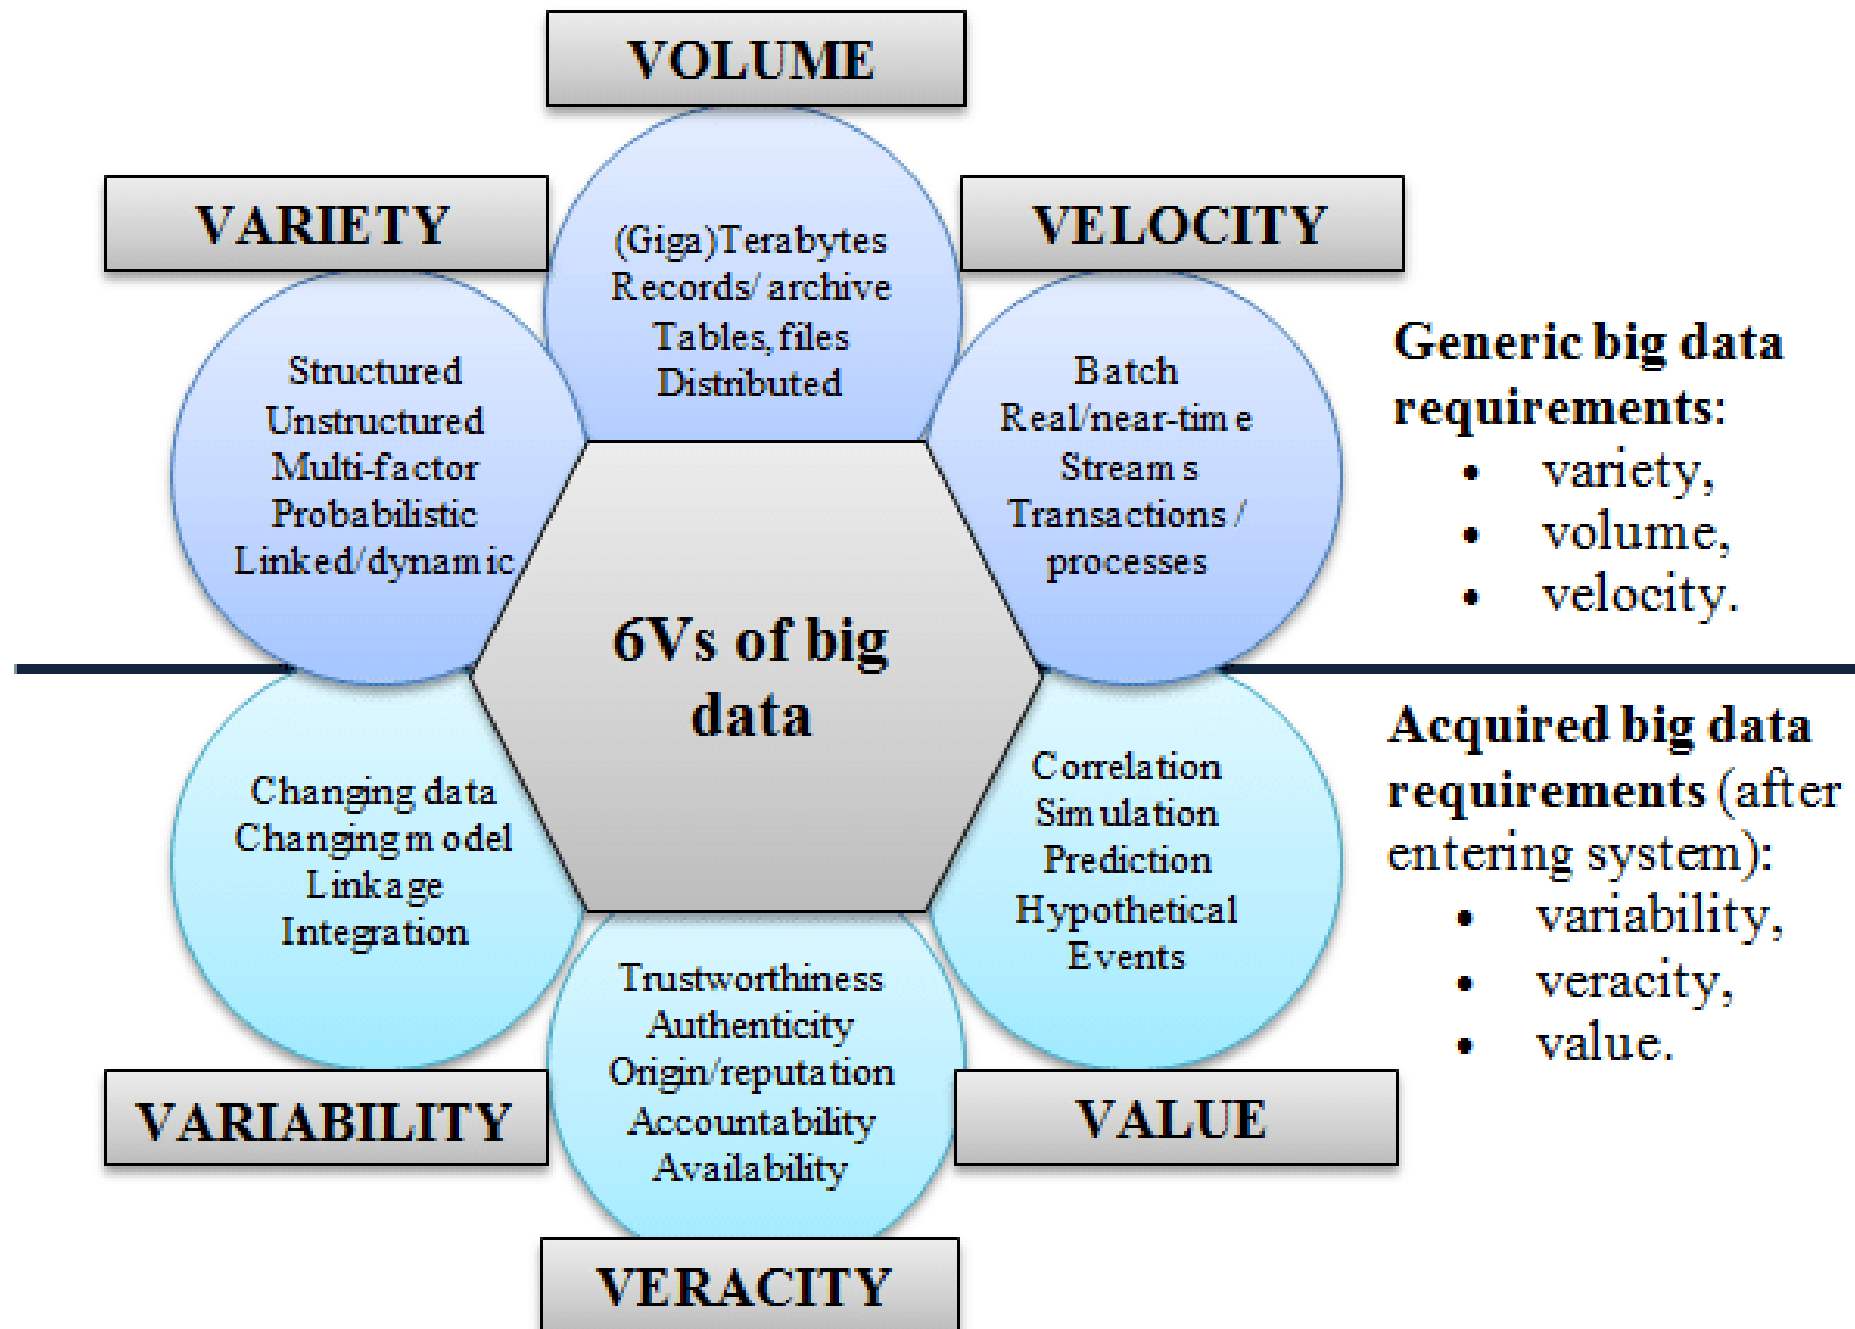 VOLUME
(Giga)Terabytes
Records/ archive
Tables, files
Distributed
VARIETY
Structured
Unstructured
Multi-factor
Probabilistic
Linked/dynamic
VELOCITY
Batch
Real/near-time
Streams
Transactions /
processes
Generic big data
requirements:
• variety,
• volume,
• velocity.
6Vs of big
data
Changing data
Changing model
Linkage
Integration
VARIABILITY
Trustworthiness
Authenticity
Origin/reputation
Accountability
Availability
VERACITY
Correlation
Simulation
Prediction
Hypothetical
Events
VALUE
Acquired big data
requirements (after
entering system):
• variability,
• veracity,
• value.